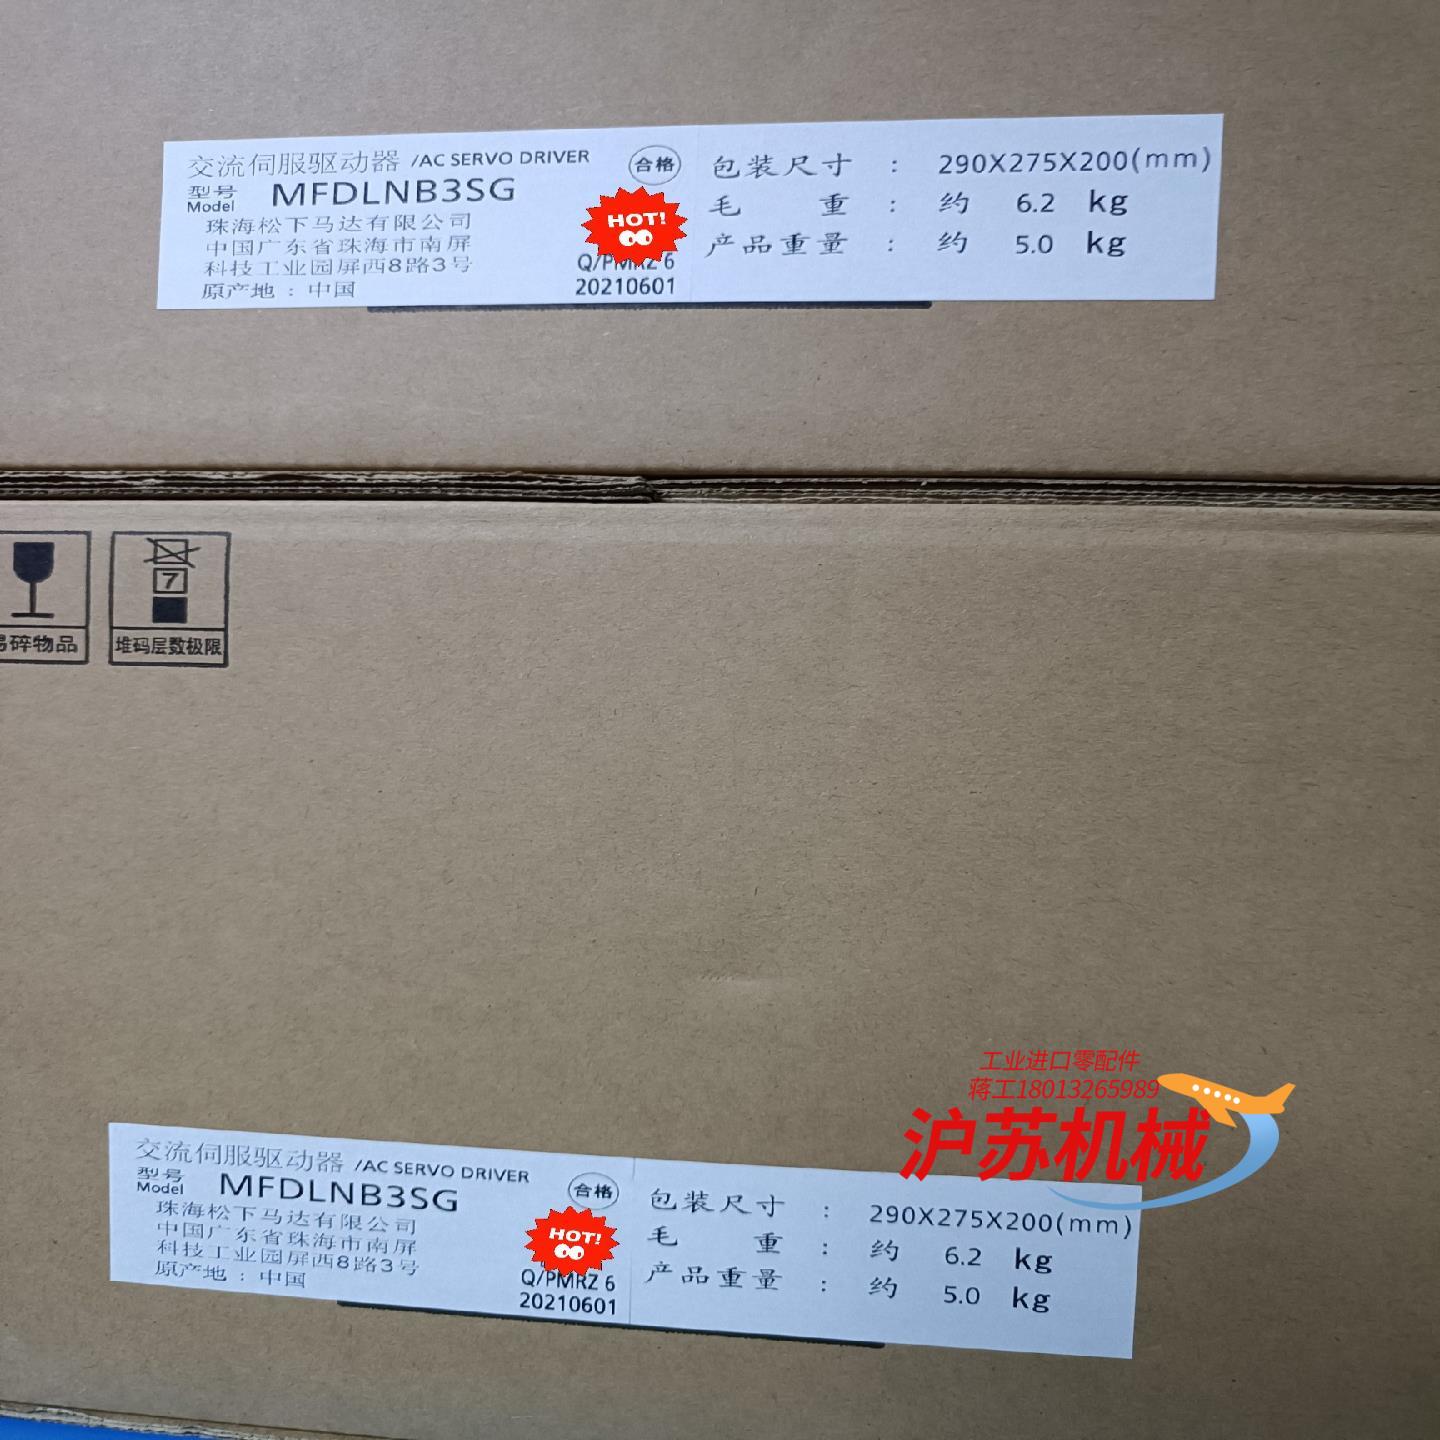 交流伺服驱动器 /AC SERVO DRIVER
合格
型号
Model
MFDLNB3SG
珠海松下马达有限公司
中国广东省珠海市南屏
科技工业园屏西8路3号
原产地:中国
HOT!
20210601
包装尺寸 : 290X275X200(mm)
毛 重 : 约 6.2 kg
产品重量 : 约 5.0 kg
碎物品
7
堆码层数极限
工业进口零配件
蒋工18013265989
沪苏机械
交流伺服驱动器 /AC SERVO DRIVER
合格
型号
Model
MFDLNB3SG
珠海松下马达有限公司
中国广东省珠海市南屏
科技工业园屏西8路3号
原产地:中国
HOT!
Q/PMRZ 6
20210601
包装尺寸 : 290X275X200(mm)
毛 重 : 约 6.2 kg
产品重量 : 约 5.0 kg